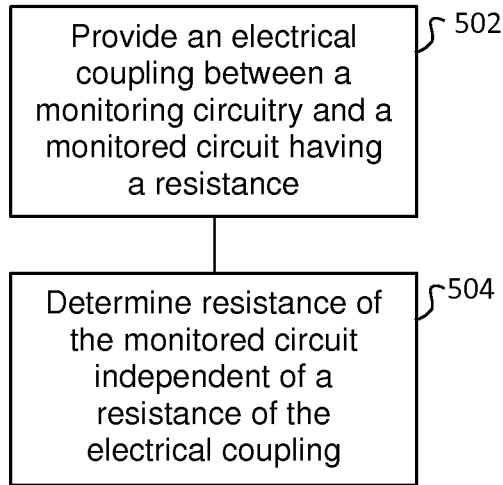 Provide an electrical
coupling between a
monitoring circuitry and a
monitored circuit having
a resistance
502
Determine resistance of
the monitored circuit
independent of a
resistance of the
electrical coupling
504